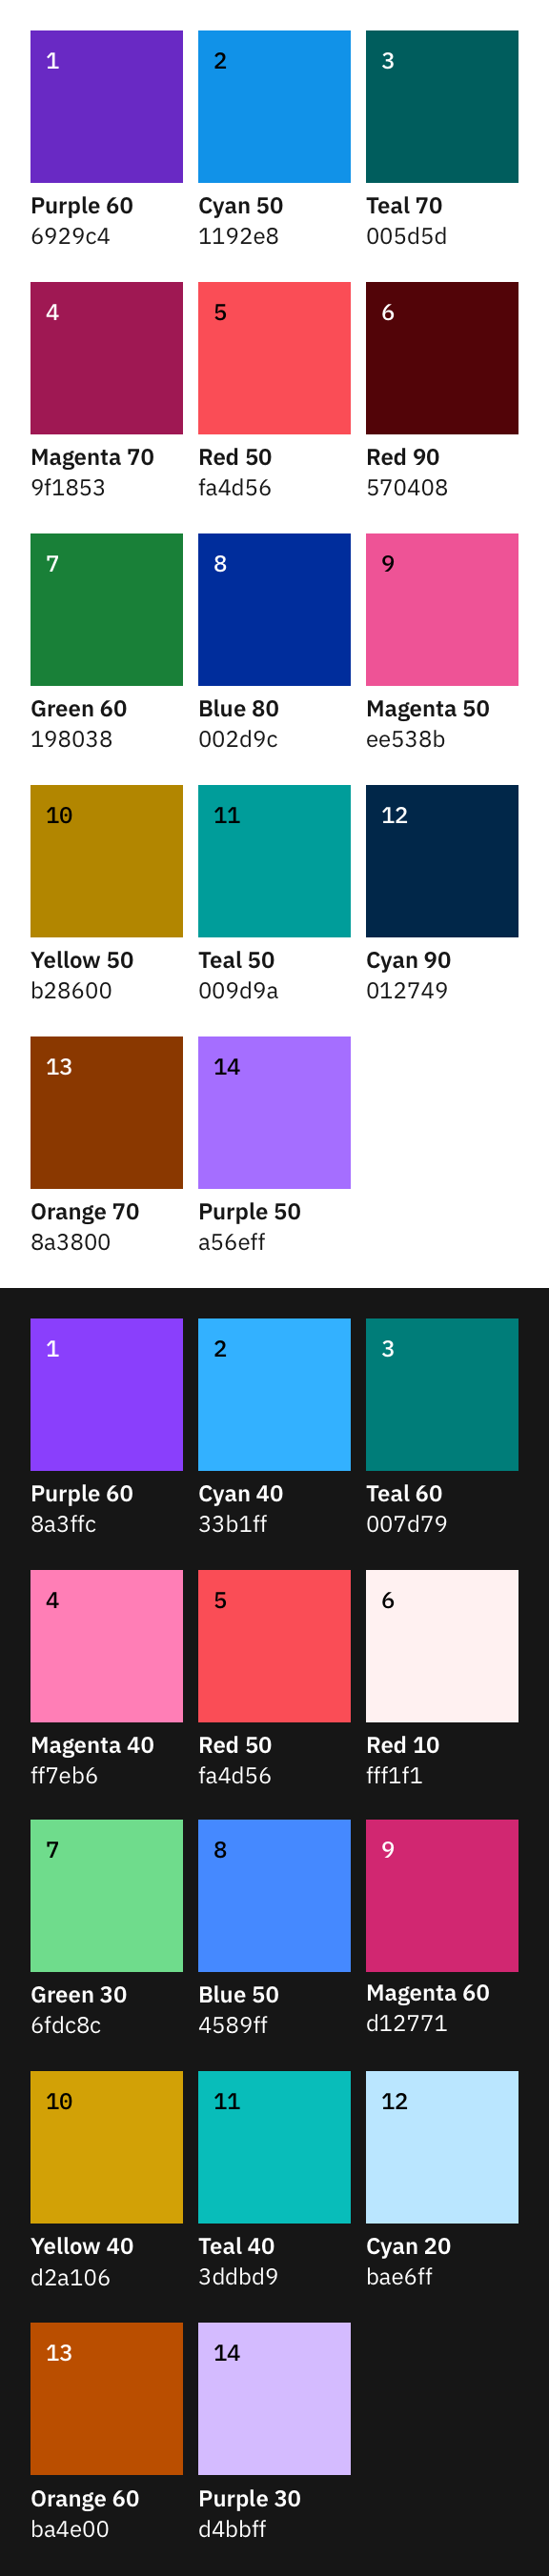 1 2 3
Purple 60 Cyan 50 Teal 70
6929c4 1192e8 005d5d
4 5 6
Magenta 70 Red 50 Red 90
9f1853 fa4d56 570408
7 8 9
Green 60 Blue 80 Magenta 50
198038 002d9c ee538b
10 11 12
Yellow 50 Teal 50 Cyan 90
b28600 009d9a 012749
13 14
Orange 70 Purple 50
8a3800 a56eff
1 2 3
Purple 60 Cyan 40 Teal 60
8a3ffc 33b1ff 007d79
4 5 6
Magenta 40 Red 50 Red 10
ff7eb6 fa4d56 fff1f1
7 8 9
Green 30 Blue 50 Magenta 60
6fdc8c 4589ff d12771
10 11 12
Yellow 40 Teal 40 Cyan 20
d2a106 3ddbd9 bae6ff
13 14
Orange 60 Purple 30
ba4e00 d4bbff